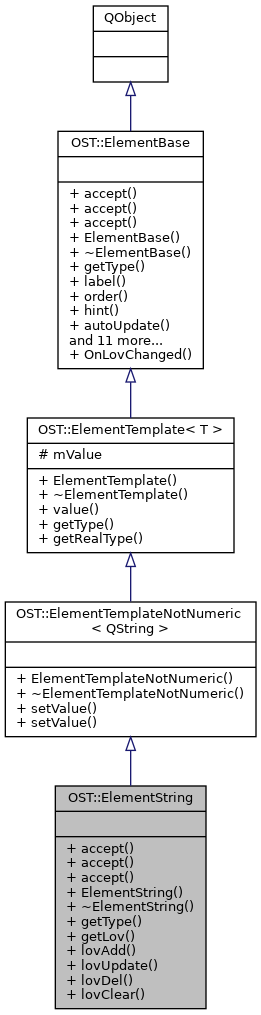 QObject
OST::ElementBase
+ accept()
+ accept()
+ accept()
+ ElementBase()
+ ~ElementBase()
+ getType()
+ label()
+ order()
+ hint()
+ autoUpdate()
and 11 more...
+ OnLovChanged()
OST::ElementTemplate< T >
# mValue
+ ElementTemplate()
+ ~ElementTemplate()
+ value()
+ getType()
+ getRealType()
OST::ElementTemplateNotNumeric
< QString >
+ ElementTemplateNotNumeric()
+ ~ElementTemplateNotNumeric()
+ setValue()
+ setValue()
OST::ElementString
+ accept()
+ accept()
+ accept()
+ ElementString()
+ ~ElementString()
+ getType()
+ getLov()
+ lovAdd()
+ lovUpdate()
+ lovDel()
+ lovClear()